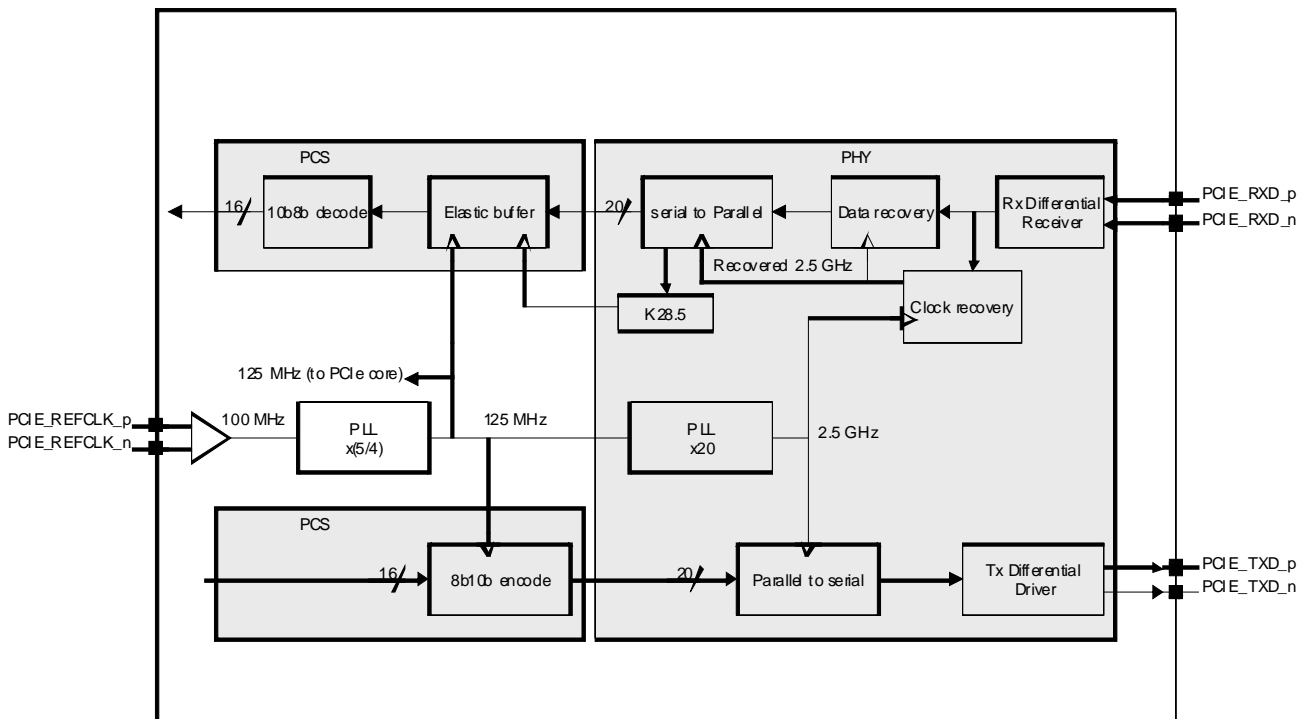 PCS
PHY
16
10b8b decode
Elastic buffer
20
serial to Parallel
Data recovery
Rx Differential
Receiver
PCIE_RXD_p
PCIE_RXD_n
Recovered 2.5 GHz
K28.5
Clock recovery
125 MHz (to PCIe core)
PCIE_REFCLK_p
PCIE_REFCLK_n
100 MHz
PLL
x(5/4)
125 MHz
PLL
x20
2.5 GHz
PCS
16
8b10b encode
20
Parallel to serial
Tx Differential
Driver
PCIE_TXD_p
PCIE_TXD_n